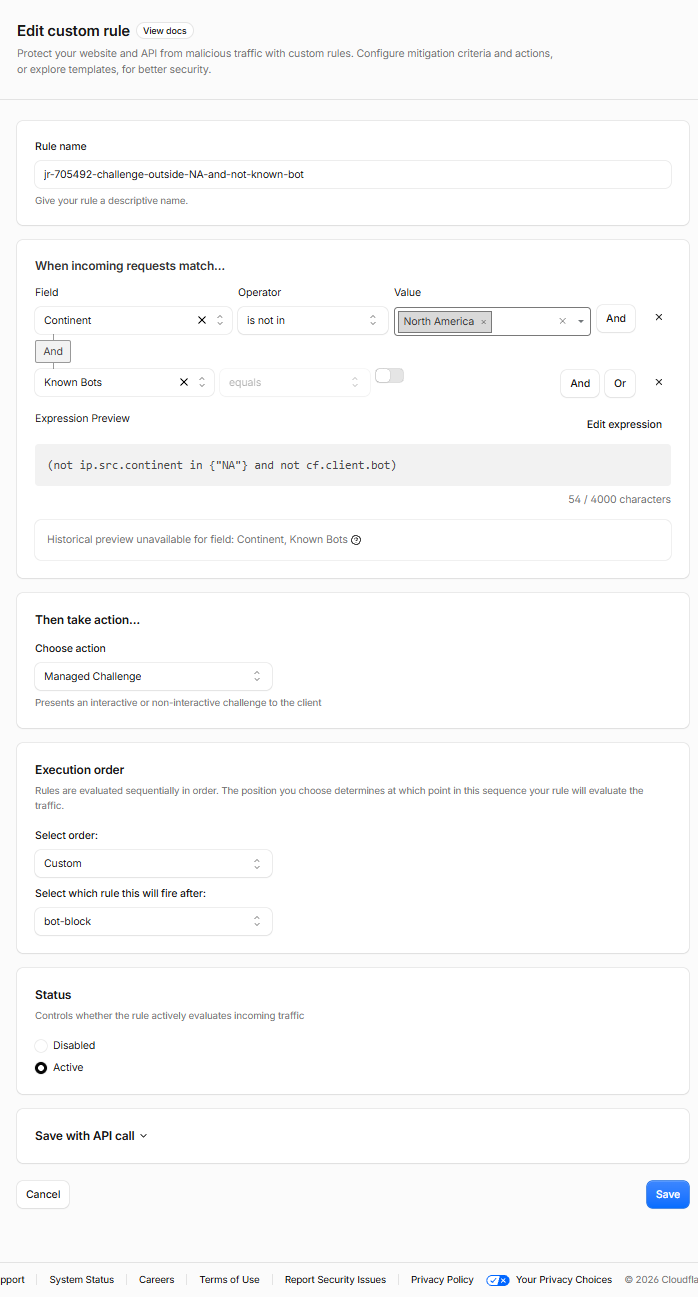 Edit custom rule View docs
Protect your website and API from malicious traffic with custom rules. Configure mitigation criteria and actions,
or explore templates, for better security.
Rule name
jr-705492-challenge-outside-NA-and-not-known-bot
Give your rule a descriptive name.
When incoming requests match...
Field Operator Value
Continent is not in North America And
And
Known Bots equals And Or
Expression Preview
Edit expression
(not ip.src.continent in {"NA"} and not cf.client.bot)
54 / 4000 characters
Historical preview unavailable for field: Continent, Known Bots
Then take action...
Choose action
Managed Challenge
Presents an interactive or non-interactive challenge to the client
Execution order
Rules are evaluated sequentially in order. The position you choose determines at which point in this sequence your rule will evaluate the
traffic.
Select order:
Custom
Select which rule this will fire after:
bot-block
Status
Controls whether the rule actively evaluates incoming traffic
Disabled
Active
Save with API call
Cancel Save
pport System Status Careers Terms of Use Report Security Issues Privacy Policy Your Privacy Choices © 2026 Cloudfla